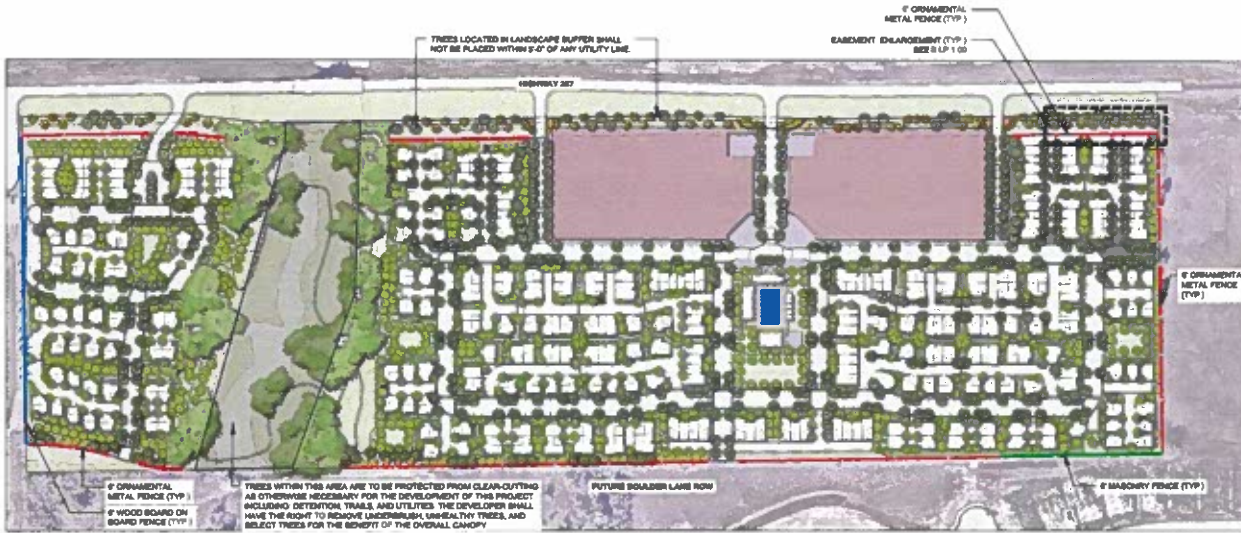 6' ORNAMENTAL
METAL FENCE (TYP )
EASEMENT ENLARGEMENT (TYP )
TREES LOCATED IN LANDSCAPE BUFFER SHALL
NOT BE PLACED WITHIN 5'-0" OF ANY UTILITY LINE
HIGHWAY 287
6' ORNAMENTA
METAL FENCE
(TYP )
6' ORNAMENTAL
METAL FENCE (TYP )
6' WOOD BOARD ON
BOARD FENCE (TYP )
TREES WITHIN THIS AREA ARE TO BE PROTECTED FROM CLEAR-CUTTING
AS OTHERWISE NECESSARY FOR THE DEVELOPMENT OF THIS PROJECT
INCLUDING DETENTION, TRAILS, AND UTILITIES THE DEVELOPER SHALL
HAVE THE RIGHT TO REMOVE UNDERBRUSH, UNHEALTHY TREES, AND
SELECT TREES FOR THE BENEFIT OF THE OVERALL CANOPY
FUTURE BOULDER LANE ROW
6' MASONRY FENCE (TYP )